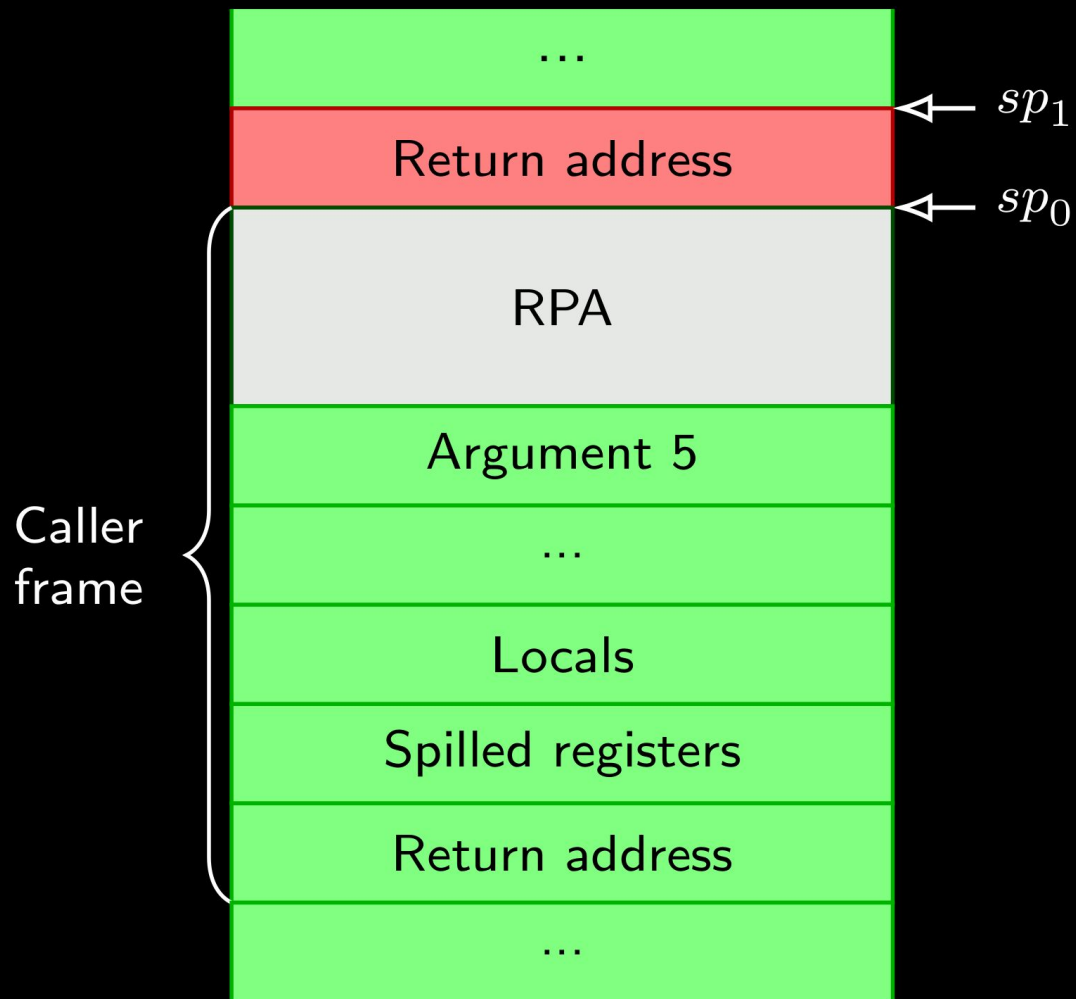 ...
sp1
Return address
sp0
RPA
Argument 5
...
Caller
frame
Locals
Spilled registers
Return address
...